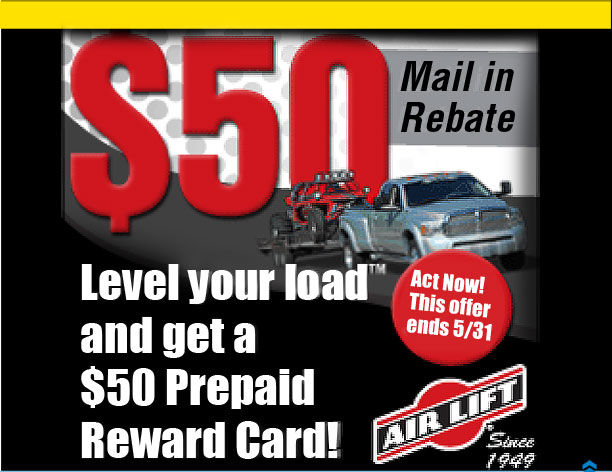 $50
Mail in
Rebate
Level your load™
and get a
$50 Prepaid
Reward Card!
Act Now!
This offer
ends 5/31
AIR LIFT
®
Since
1949